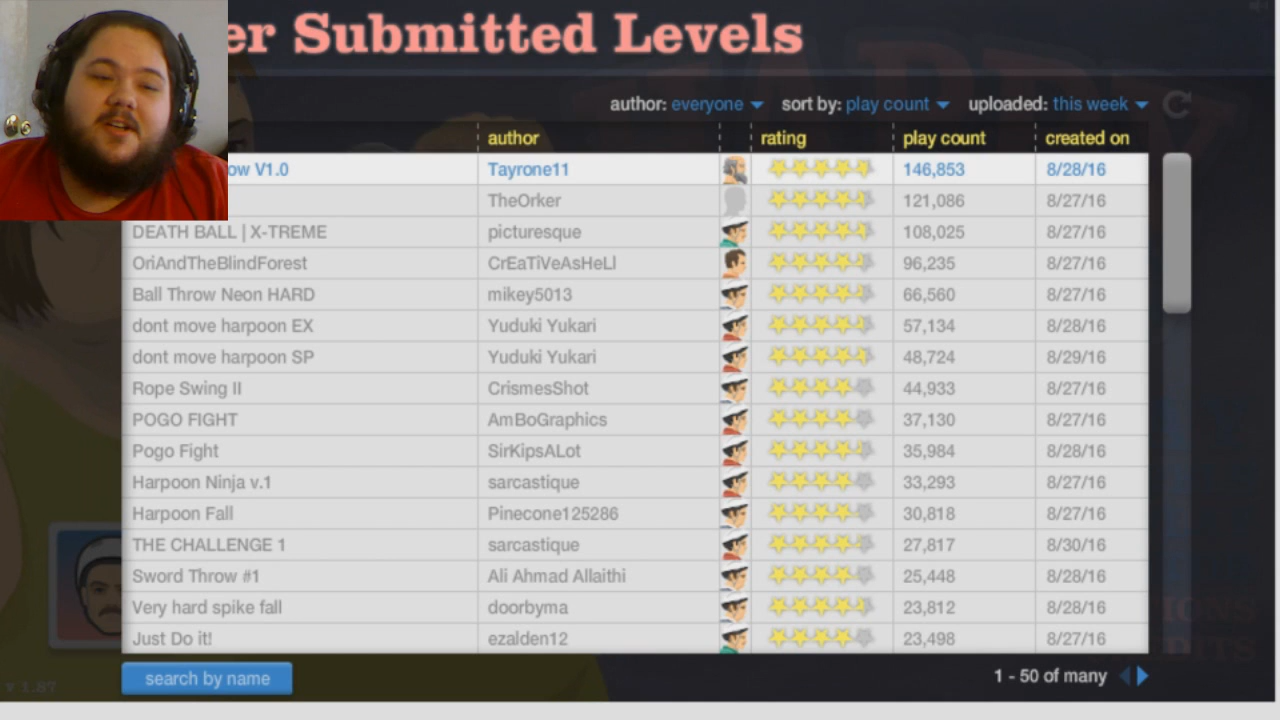 er Submitted Levels
author: everyone sort by: play count uploaded: this week
author rating play count created on
ow V1.0 Tayrone11 146,853 8/28/16
TheOrker 121,086 8/27/16
DEATH BALL | X-TREME picturesque 108,025 8/27/16
OriAndTheBlindForest CrEaTiVeAsHeLl 96,235 8/27/16
Ball Throw Neon HARD mikey5013 66,560 8/27/16
dont move harpoon EX Yuduki Yukari 57,134 8/28/16
dont move harpoon SP Yuduki Yukari 48,724 8/29/16
Rope Swing II CrismesShot 44,933 8/27/16
POGO FIGHT AmBoGraphics 37,130 8/27/16
Pogo Fight SirKipsALot 35,984 8/28/16
Harpoon Ninja v.1 sarcastique 33,293 8/27/16
Harpoon Fall Pinecone125286 30,818 8/27/16
THE CHALLENGE 1 sarcastique 27,817 8/30/16
Sword Throw #1 Ali Ahmad Allaithi 25,448 8/28/16
Very hard spike fall doorbyma 23,812 8/28/16
Just Do it! ezalden12 23,498 8/27/16
search by name 1 - 50 of many
v 1.87